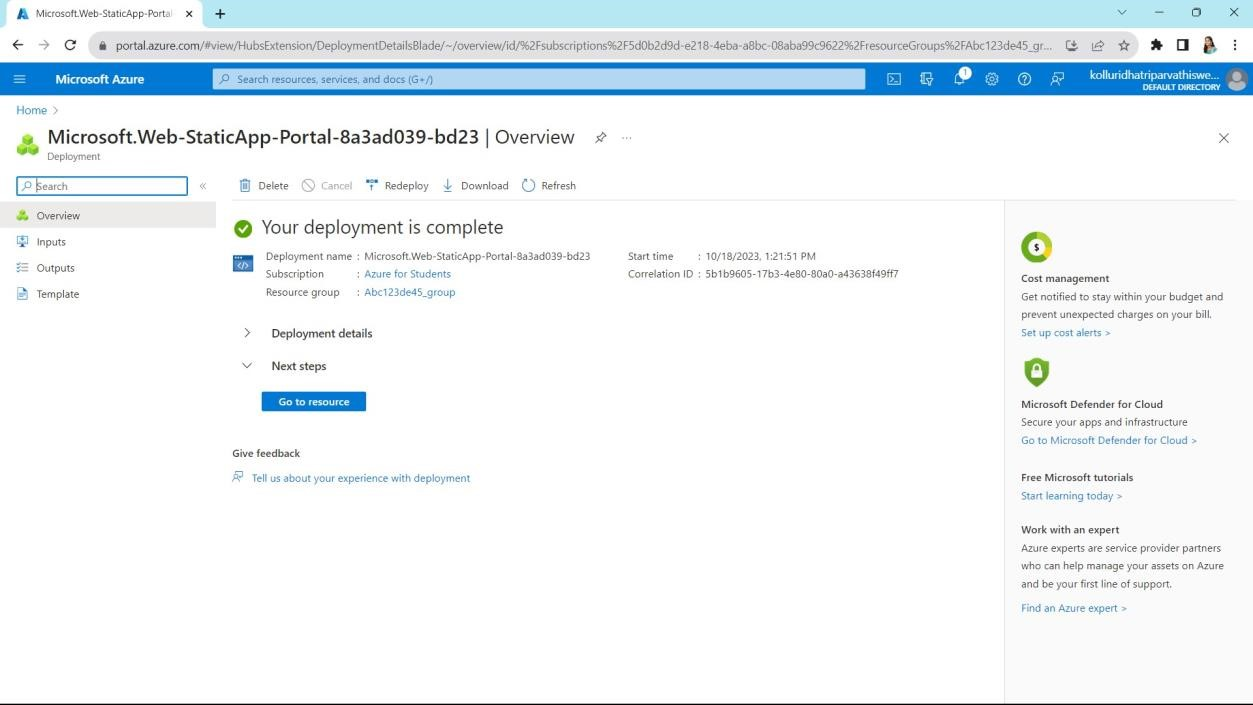 Microsoft.Web-StaticApp-Portal
portal.azure.com/#view/HubsExtension/DeploymentDetailsBlade/~/overview/id/%2Fsubscriptions%2F5d0b2d9d-e218-4eba-a8bc-08aba99c9622%2FresourceGroups%2FAbc123de45_gr...
Microsoft Azure
Search resources, services, and docs (G+/)
1
kolluridhatriparvathiswe...
DEFAULT DIRECTORY
Home >
Microsoft.Web-StaticApp-Portal-8a3ad039-bd23 | Overview
Deployment
Search
Delete Cancel Redeploy Download Refresh
Overview
Inputs
Outputs
Template
Your deployment is complete
Deployment name : Microsoft.Web-StaticApp-Portal-8a3ad039-bd23
Subscription : Azure for Students
Resource group : Abc123de45_group
Start time : 10/18/2023, 1:21:51 PM
Correlation ID : 5b1b9605-17b3-4e80-80a0-a43638f49ff7
Deployment details
Next steps
Go to resource
Give feedback
Tell us about your experience with deployment
Cost management
Get notified to stay within your budget and
prevent unexpected charges on your bill.
Set up cost alerts >
Microsoft Defender for Cloud
Secure your apps and infrastructure
Go to Microsoft Defender for Cloud >
Free Microsoft tutorials
Start learning today >
Work with an expert
Azure experts are service provider partners
who can help manage your assets on Azure
and be your first line of support.
Find an Azure expert >